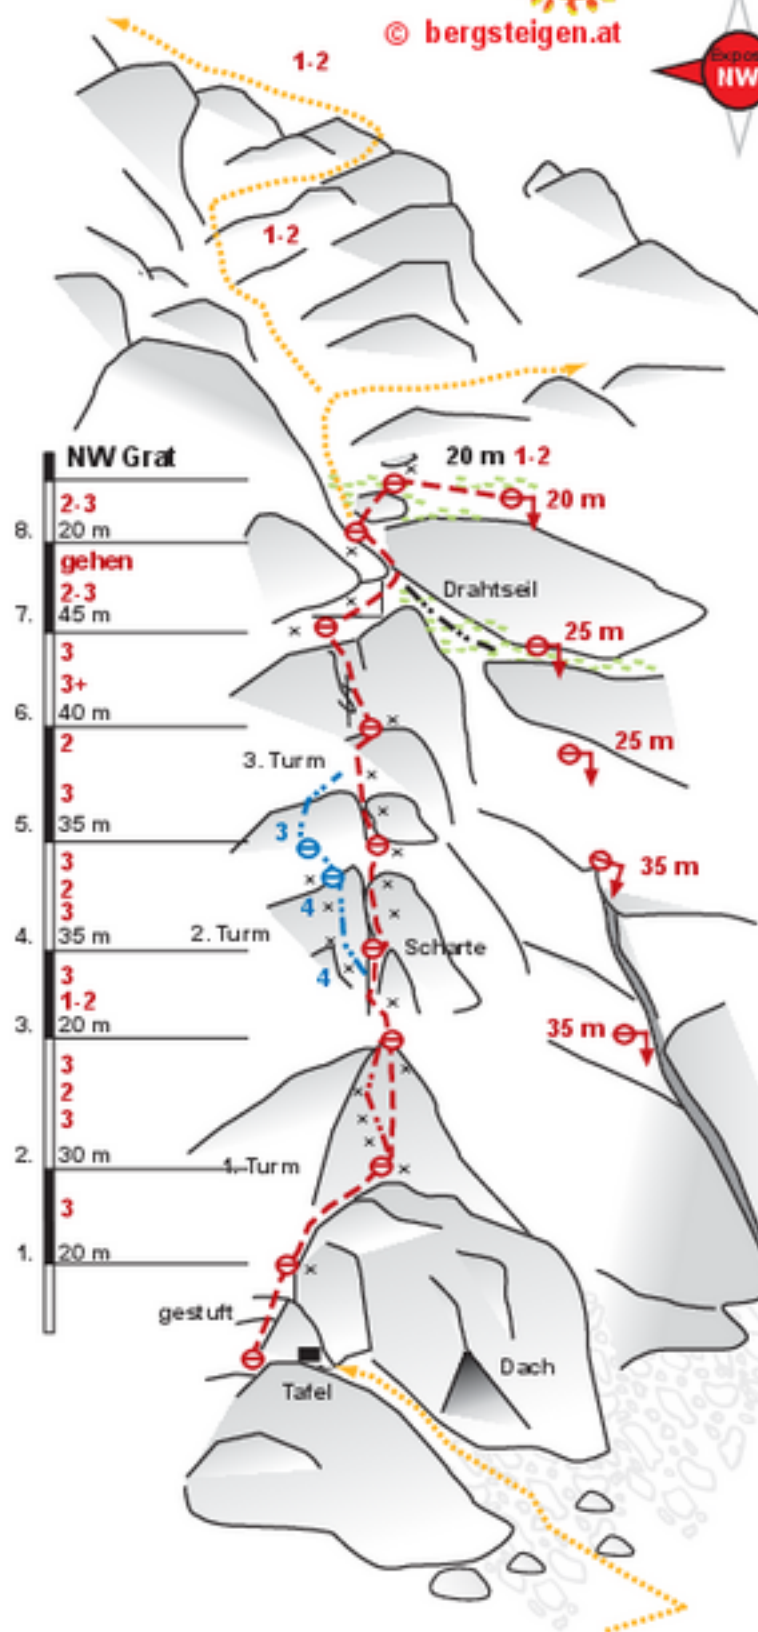 © bergsteigen.at
Expos
NW
1-2
1-2
NW Grat
20 m 1-2
20 m
2-3
8.
20 m
gehen
2-3
7.
45 m
Drahtseil
25 m
3
3+
6.
40 m
2
3. Turm
25 m
3
5.
35 m
3
3
2
3
4.
35 m
4
2. Turm
Scharte
35 m
3
1-2
3.
20 m
4
35 m
3
2
3
2.
30 m
1. Turm
3
1.
20 m
gestuft
Dach
Tafel